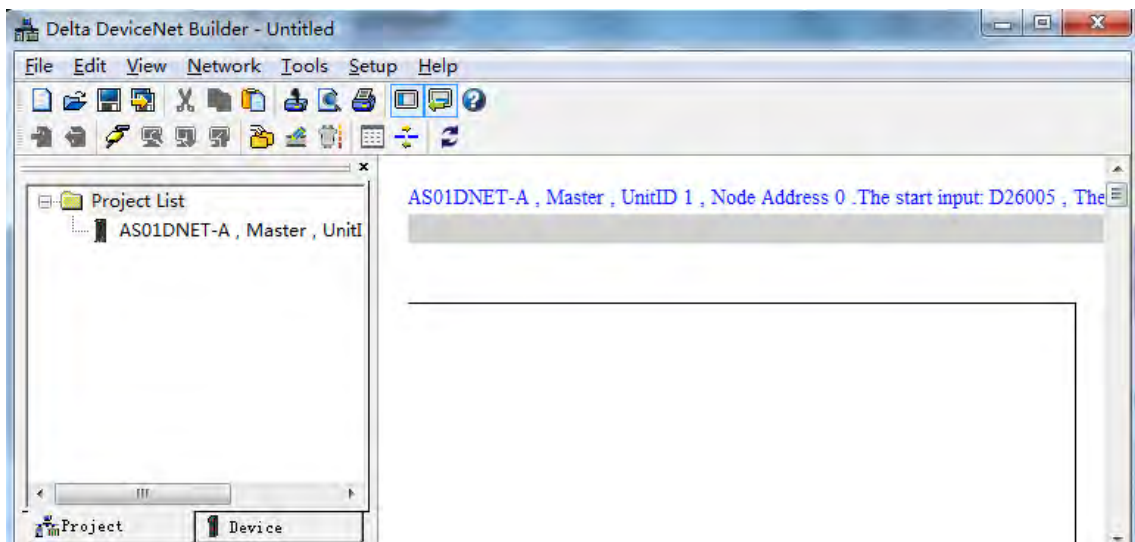 Delta DeviceNet Builder - Untitled
File Edit View Network Tools Setup Help
Project List
AS01DNET-A , Master , UnitI
AS01DNET-A , Master , UnitID 1 , Node Address 0 .The start input: D26005 , The
Project Device